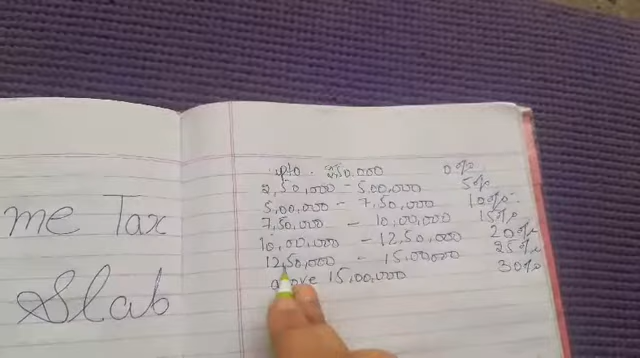 me Tax
Slab
upto 250.000 0%
2,50,000 - 5,00,000 5%
5,00,000 - 7,50,000 10%
7,50,000 - 10,00,000 15%
10,00,000 - 12,50,000 20%
12,50,000 - 15,00,000 25%
above 15,00,000 30%